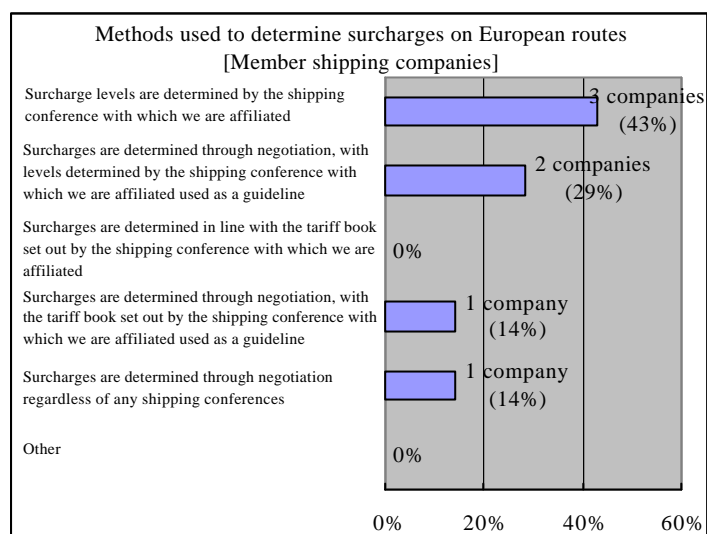 Methods used to determine surcharges on European routes
[Member shipping companies]
Surcharge levels are determined by the shipping
conference with which we are affiliated
3 companies
(43%)
Surcharges are determined through negotiation, with
levels determined by the shipping conference with
which we are affiliated used as a guideline
2 companies
(29%)
Surcharges are determined in line with the tariff book
set out by the shipping conference with which we are
affiliated
0%
Surcharges are determined through negotiation, with
the tariff book set out by the shipping conference with
which we are affiliated used as a guideline
1 company
(14%)
Surcharges are determined through negotiation
regardless of any shipping conferences
1 company
(14%)
Other
0%
0% 20% 40% 60%